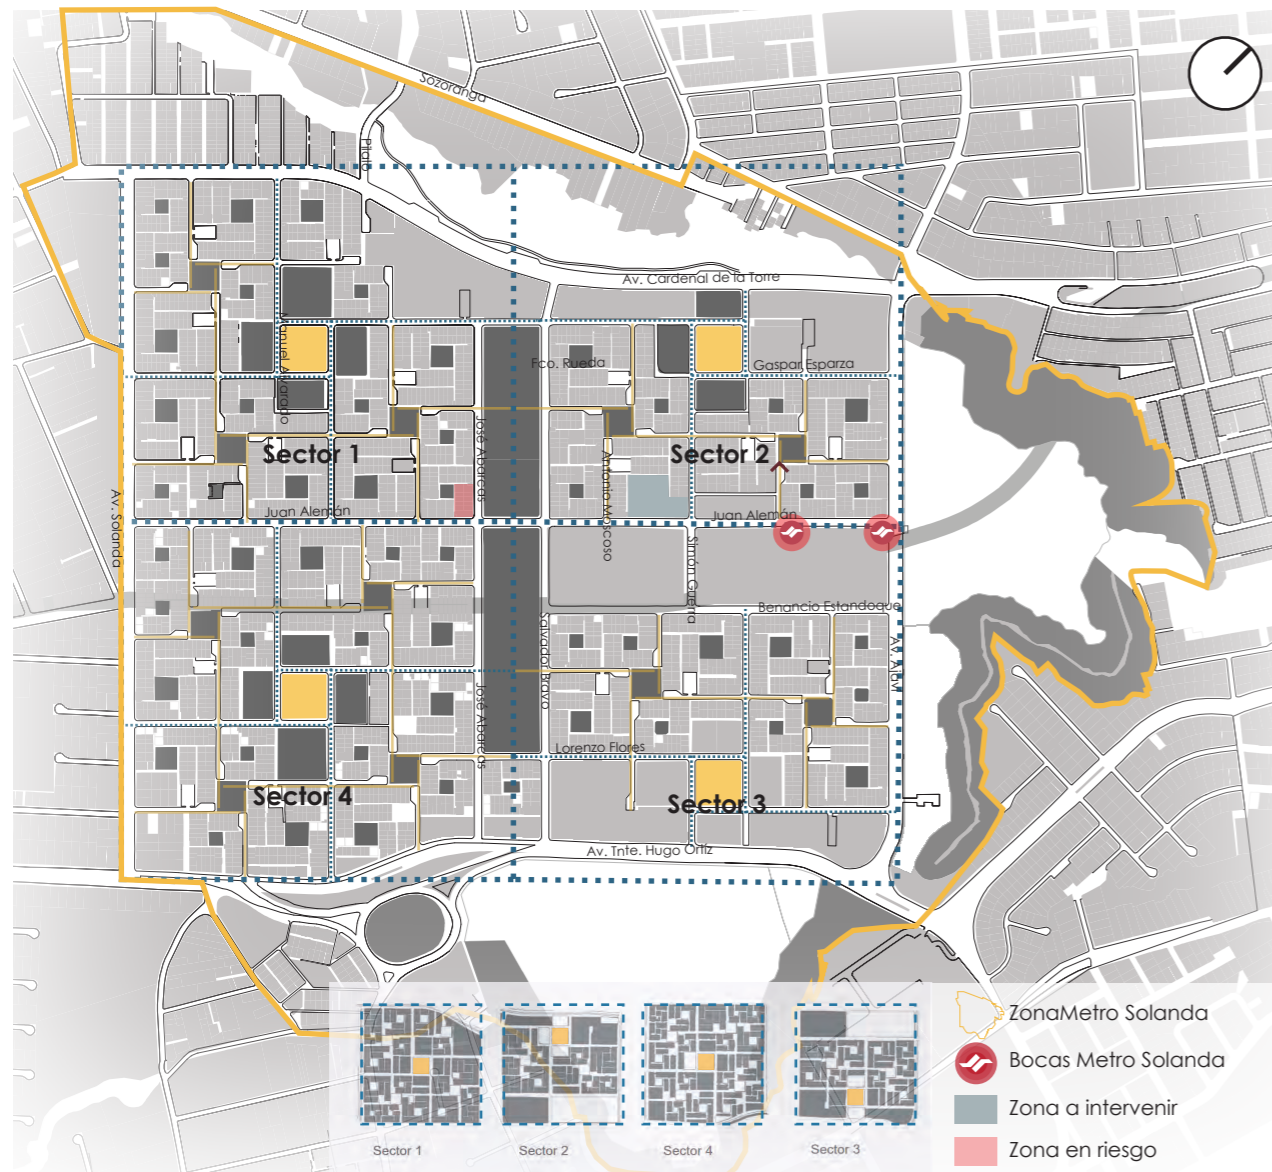 Sozoranga
Pilato
Av. Cardenal de la Torre
Manuel Alvarado
Fco. Rueda
Gaspar Esparza
José Abarcas
Sector 1
Antonio Moscoso
Sector 2
Av. Solanda
Juan Alemán
Juan Alemán
Simón Guerra
Benancio Estandoque
Salvador Bravo
Av. Ajaví
José Abarcas
Lorenzo Flores
Sector 4
Sector 3
Av. Tnte. Hugo Ortíz
ZonaMetro Solanda
Bocas Metro Solanda
Zona a intervenir
Zona en riesgo
Sector 1
Sector 2
Sector 4
Sector 3